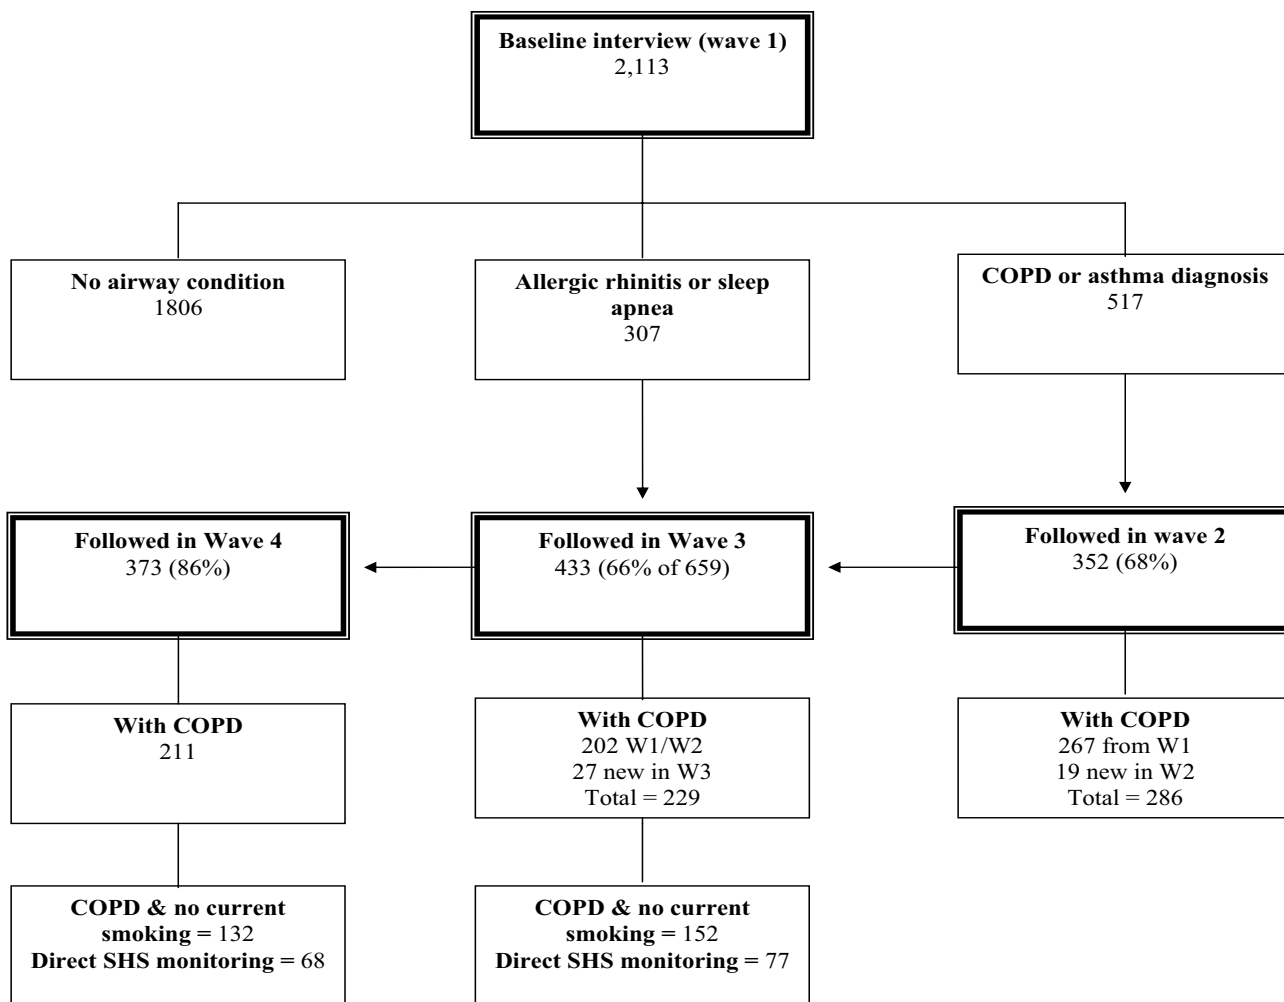 Baseline interview (wave 1)
2,113
No airway condition
1806
Allergic rhinitis or sleep
apnea
307
COPD or asthma diagnosis
517
Followed in Wave 4
373 (86%)
Followed in Wave 3
433 (66% of 659)
Followed in wave 2
352 (68%)
With COPD
211
With COPD
202 W1/W2
27 new in W3
Total = 229
With COPD
267 from W1
19 new in W2
Total = 286
COPD & no current
smoking = 132
Direct SHS monitoring = 68
COPD & no current
smoking = 152
Direct SHS monitoring = 77